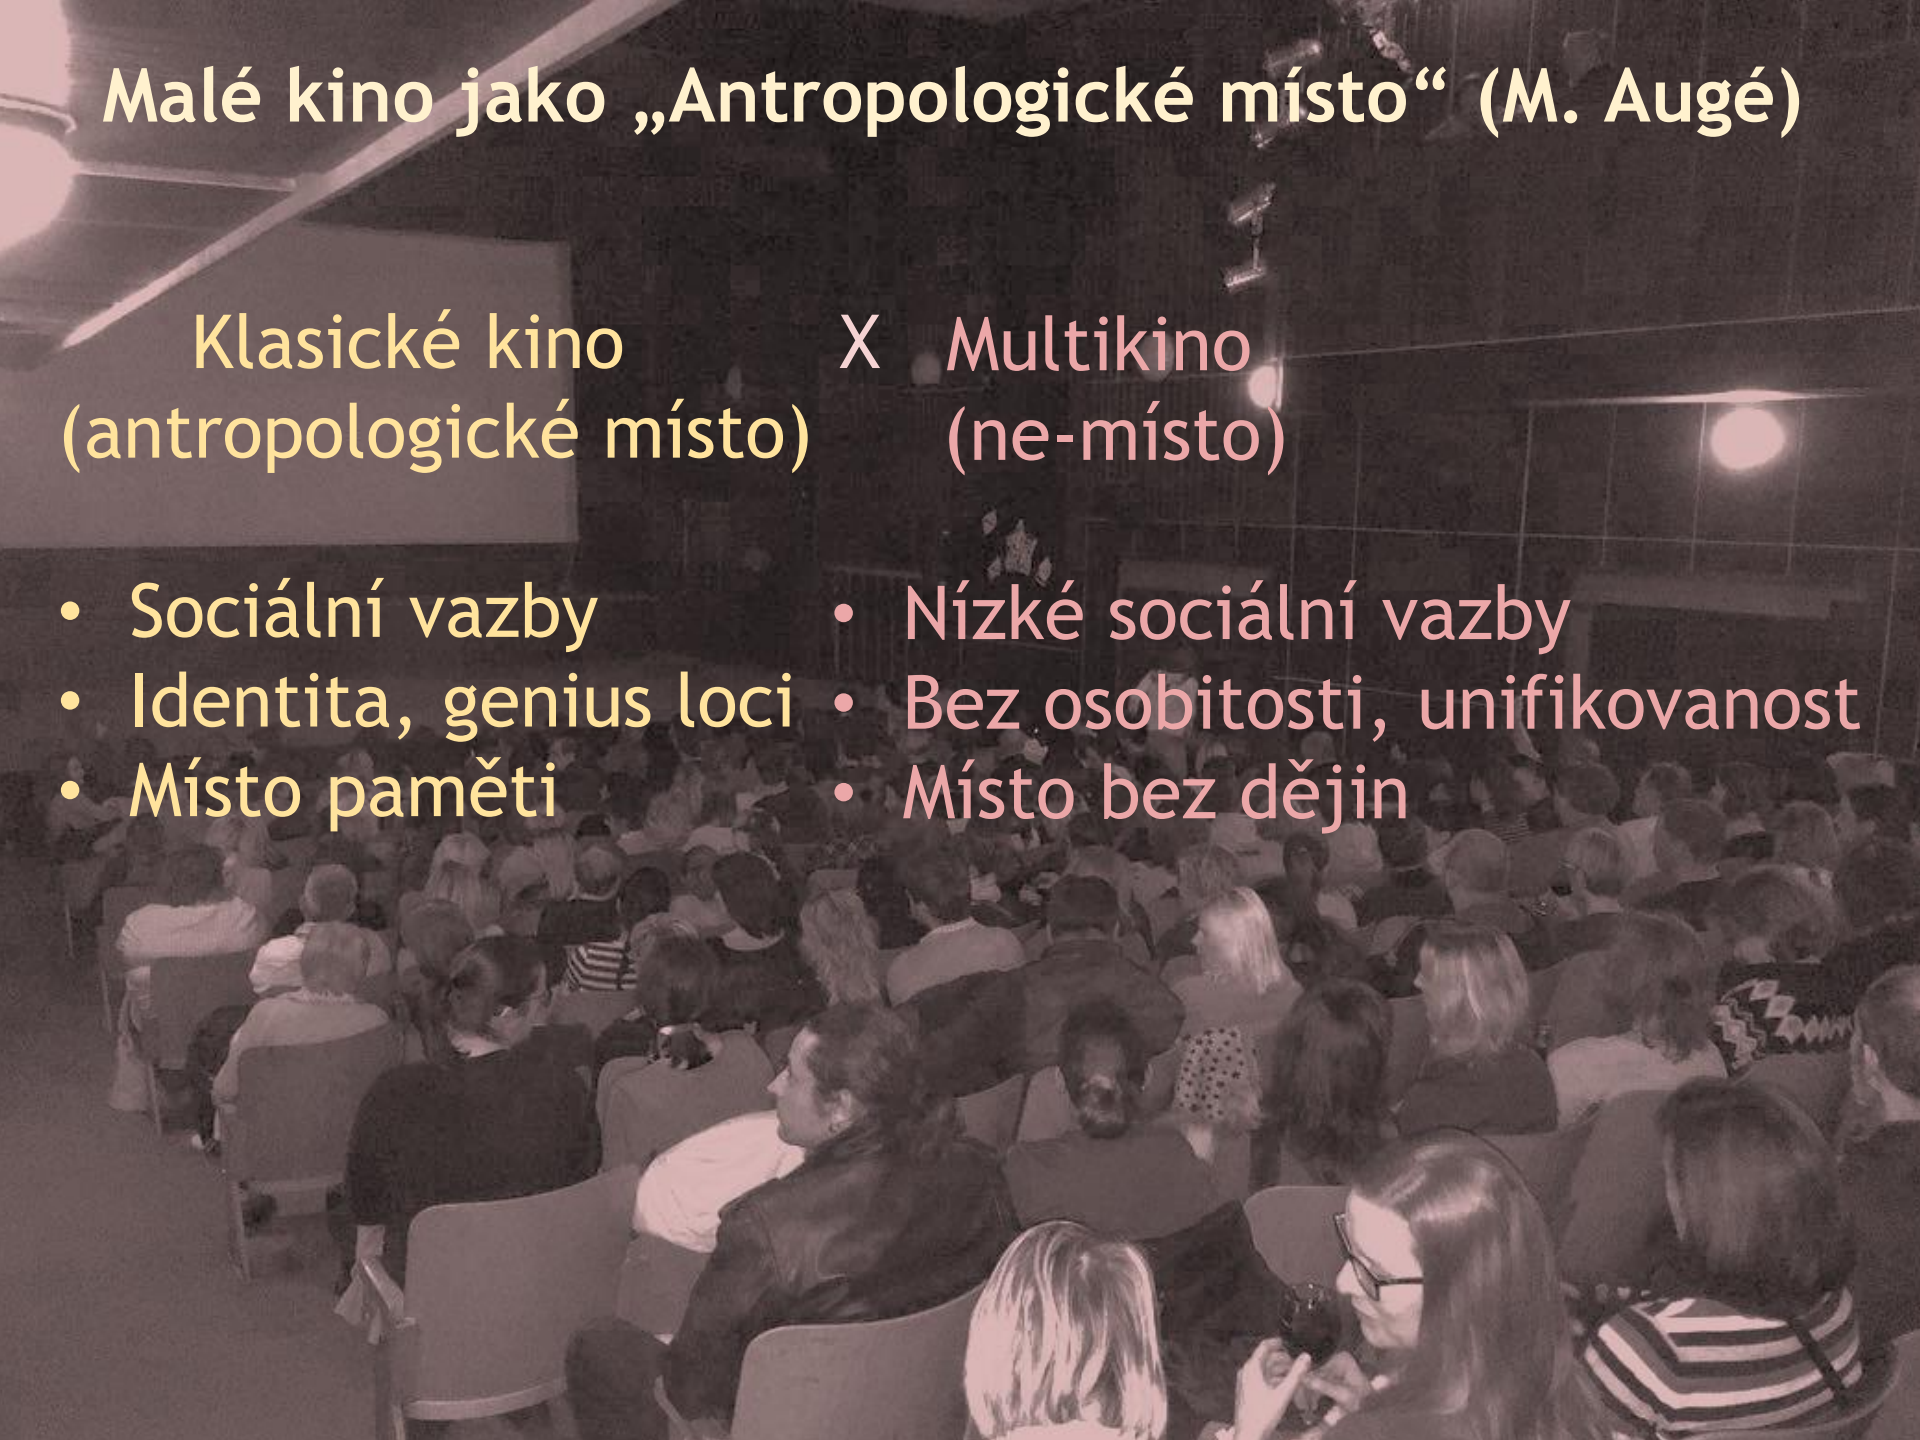 Malé kino jako „Antropologické místo“ (M. Augé)
Klasické kino
(antropologické místo)
X
Multikino
(ne-místo)
• Sociální vazby
• Identita, genius loci
• Místo paměti
• Nízké sociální vazby
• Bez osobitosti, unifikovanost
• Místo bez dějin